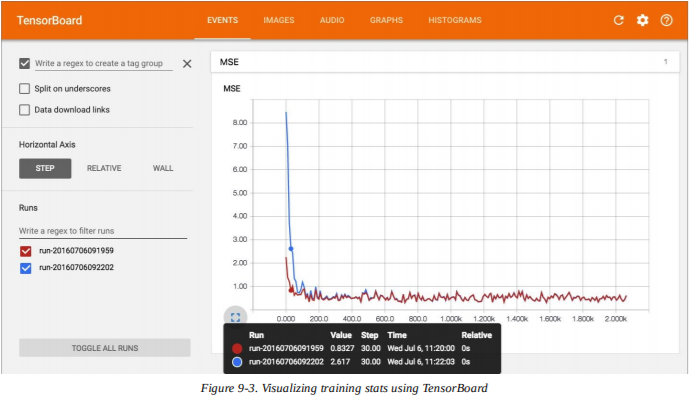 TensorBoard
EVENTS IMAGES AUDIO GRAPHS HISTOGRAMS
Write a regex to create a tag group
Split on underscores
Data download links
Horizontal Axis
STEP RELATIVE WALL
Runs
Write a regex to filter runs
run-20160706091959
run-20160706092202
TOGGLE ALL RUNS
MSE 1
MSE
8.00
7.00
6.00
5.00
4.00
3.00
2.00
1.00
0.000 200.0 400.0 600.0 800.0 1.000k 1.200k 1.400k 1.600k 1.800k 2.000k
Run Value Step Time Relative
run-20160706091959 0.8327 30.00 Wed Jul 6, 11:20:00 0s
run-20160706092202 2.617 30.00 Wed Jul 6, 11:22:03 0s
Figure 9-3. Visualizing training stats using TensorBoard